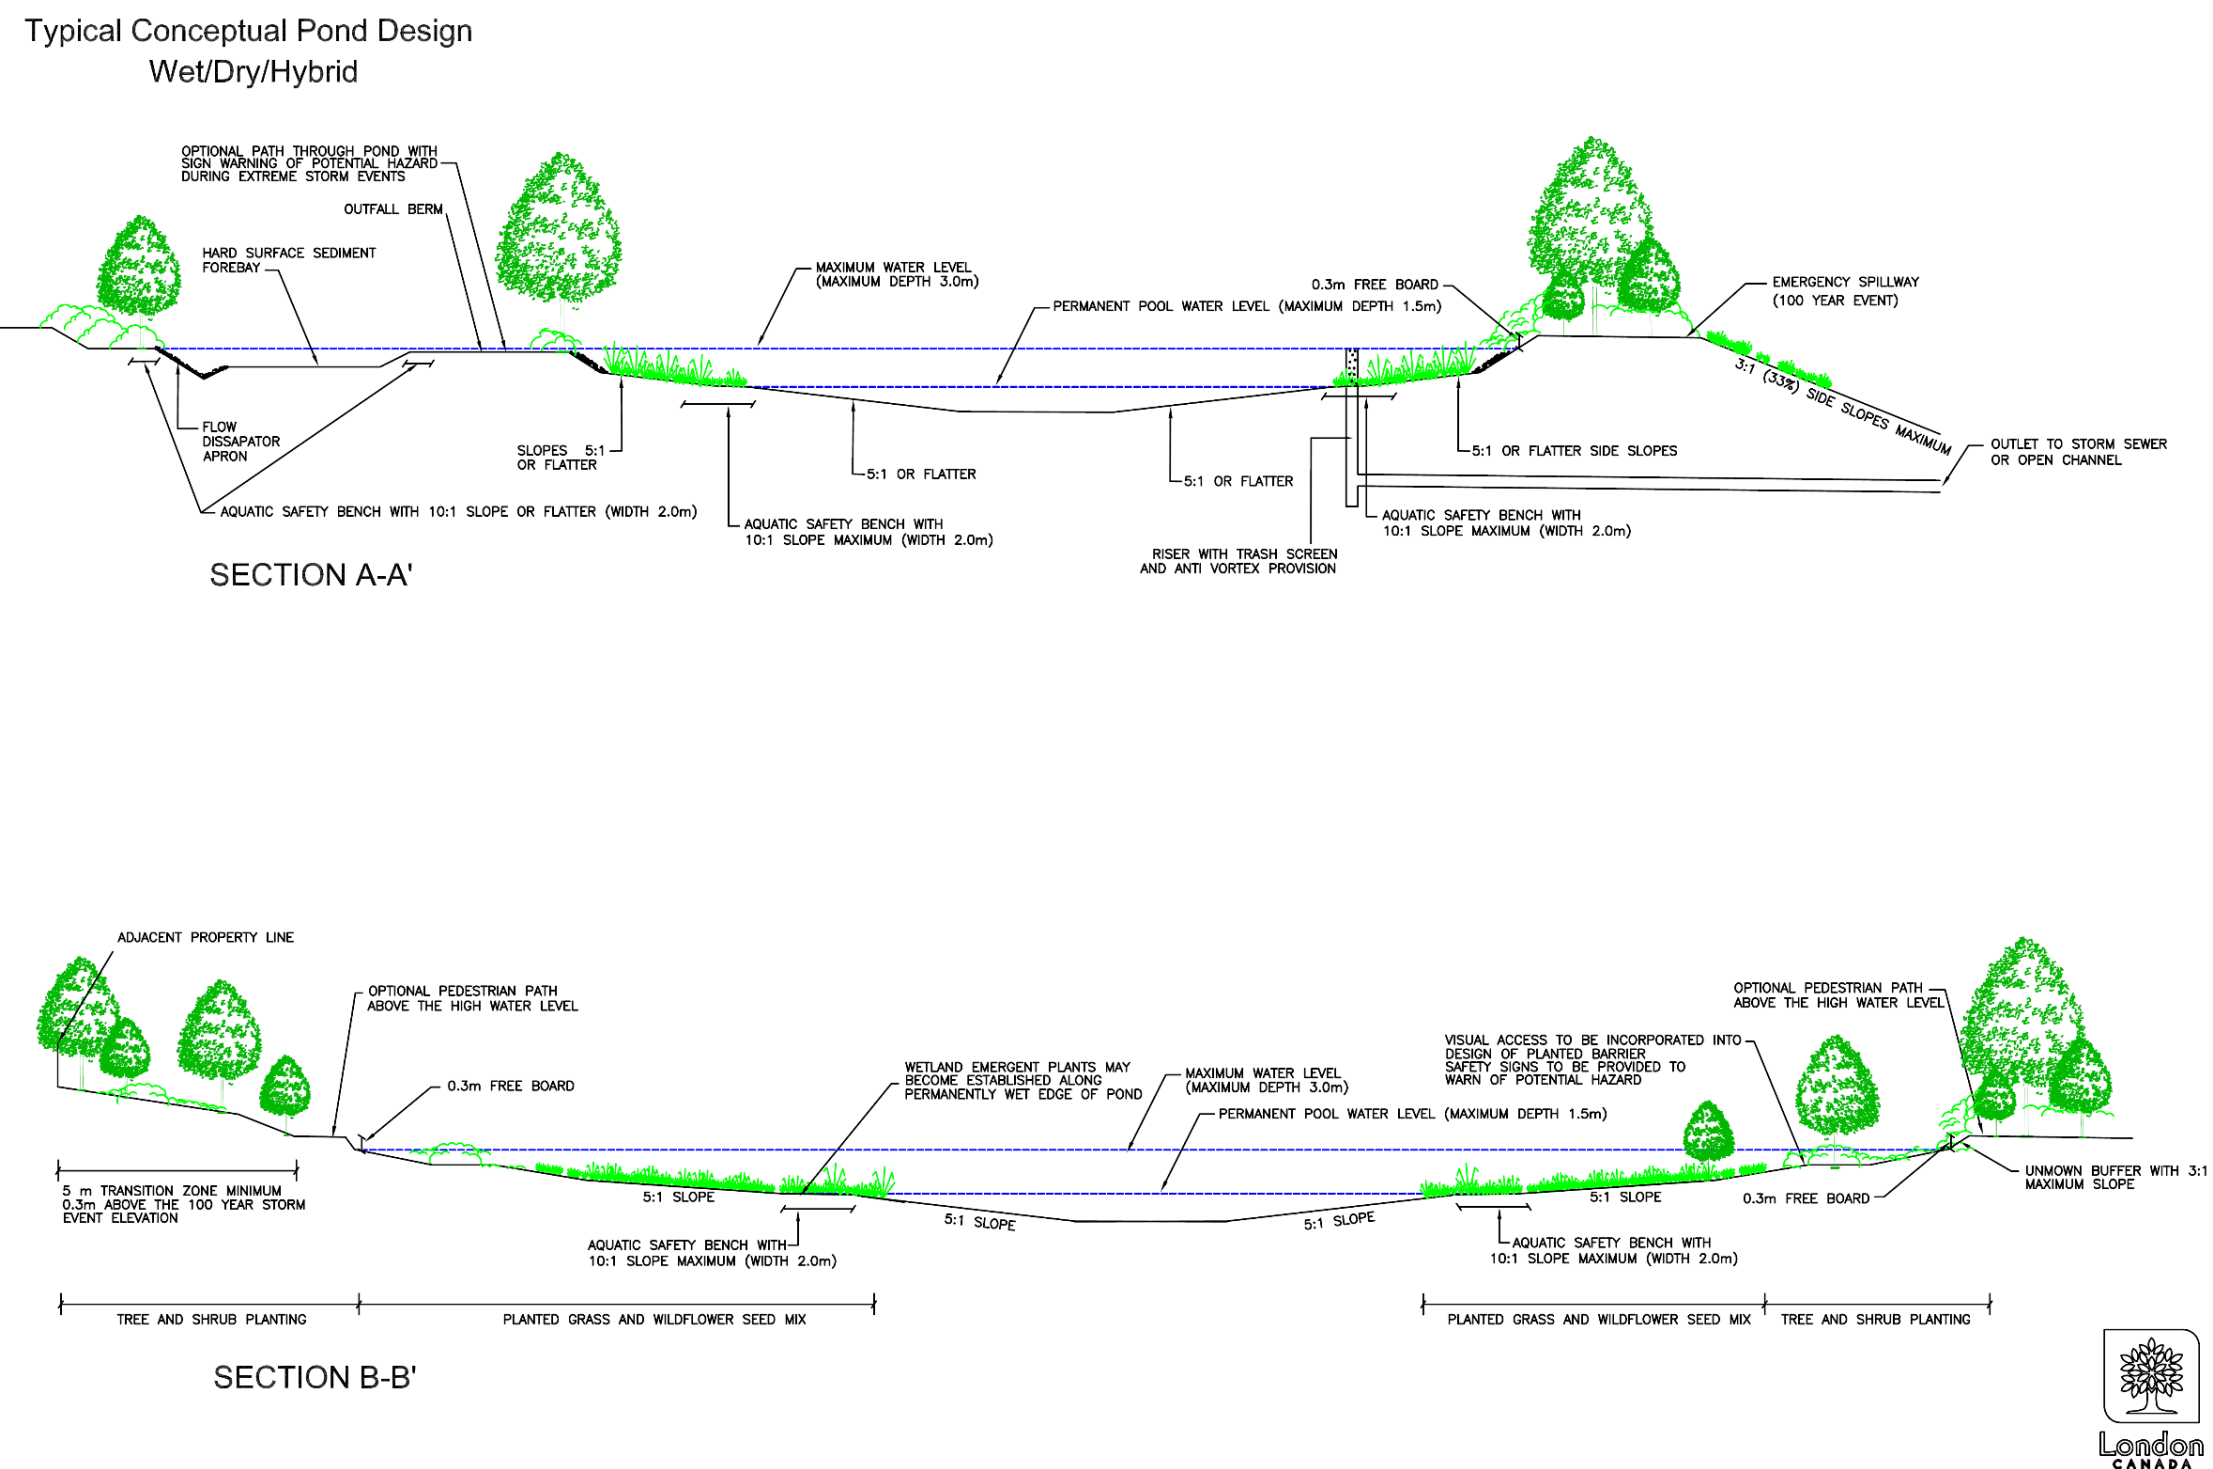 Typical Conceptual Pond Design
Wet/Dry/Hybrid
OPTIONAL PATH THROUGH POND WITH
SIGN WARNING OF POTENTIAL HAZARD
DURING EXTREME STORM EVENTS
OUTFALL BERM
HARD SURFACE SEDIMENT
FOREBAY
MAXIMUM WATER LEVEL
(MAXIMUM DEPTH 3.0m)
PERMANENT POOL WATER LEVEL (MAXIMUM DEPTH 1.5m)
0.3m FREE BOARD
EMERGENCY SPILLWAY
(100 YEAR EVENT)
3:1 (33%) SIDE SLOPES MAXIMUM
FLOW
DISSAPATOR
APRON
SLOPES 5:1
OR FLATTER
5:1 OR FLATTER
5:1 OR FLATTER
5:1 OR FLATTER SIDE SLOPES
OUTLET TO STORM SEWER
OR OPEN CHANNEL
AQUATIC SAFETY BENCH WITH 10:1 SLOPE OR FLATTER (WIDTH 2.0m)
AQUATIC SAFETY BENCH WITH
10:1 SLOPE MAXIMUM (WIDTH 2.0m)
AQUATIC SAFETY BENCH WITH
10:1 SLOPE MAXIMUM (WIDTH 2.0m)
RISER WITH TRASH SCREEN
AND ANTI VORTEX PROVISION
SECTION A-A'
ADJACENT PROPERTY LINE
OPTIONAL PEDESTRIAN PATH
ABOVE THE HIGH WATER LEVEL
0.3m FREE BOARD
WETLAND EMERGENT PLANTS MAY
BECOME ESTABLISHED ALONG
PERMANENTLY WET EDGE OF POND
MAXIMUM WATER LEVEL
(MAXIMUM DEPTH 3.0m)
PERMANENT POOL WATER LEVEL (MAXIMUM DEPTH 1.5m)
VISUAL ACCESS TO BE INCORPORATED INTO
DESIGN OF PLANTED BARRIER
SAFETY SIGNS TO BE PROVIDED TO
WARN OF POTENTIAL HAZARD
OPTIONAL PEDESTRIAN PATH
ABOVE THE HIGH WATER LEVEL
5 m TRANSITION ZONE MINIMUM
0.3m ABOVE THE 100 YEAR STORM
EVENT ELEVATION
5:1 SLOPE
5:1 SLOPE
5:1 SLOPE
5:1 SLOPE
0.3m FREE BOARD
UNMOWN BUFFER WITH 3:1
MAXIMUM SLOPE
AQUATIC SAFETY BENCH WITH
10:1 SLOPE MAXIMUM (WIDTH 2.0m)
AQUATIC SAFETY BENCH WITH
10:1 SLOPE MAXIMUM (WIDTH 2.0m)
TREE AND SHRUB PLANTING
PLANTED GRASS AND WILDFLOWER SEED MIX
PLANTED GRASS AND WILDFLOWER SEED MIX
TREE AND SHRUB PLANTING
SECTION B-B'
London
CANADA